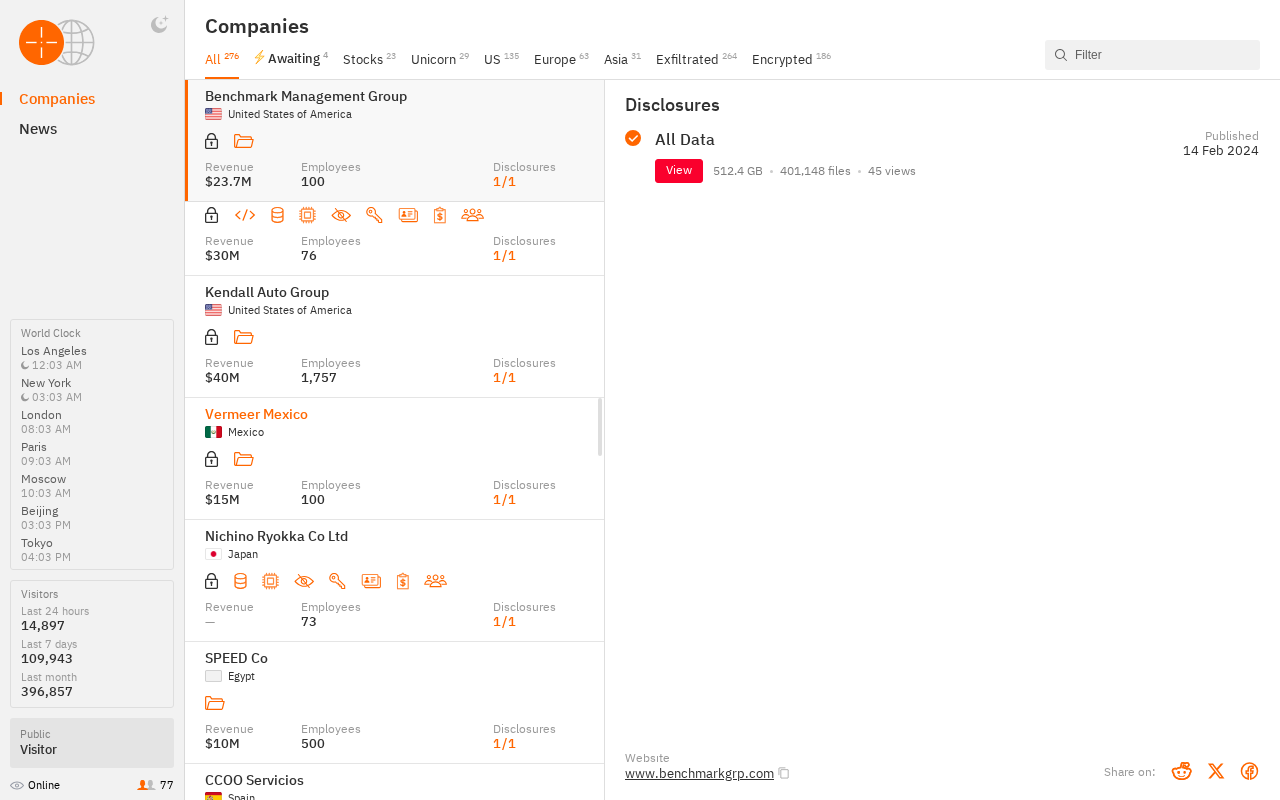 Companies
News
World Clock
Los Angeles
12:03 AM
New York
03:03 AM
London
08:03 AM
Paris
09:03 AM
Moscow
10:03 AM
Beijing
03:03 PM
Tokyo
04:03 PM
Visitors
Last 24 hours
14,897
Last 7 days
109,943
Last month
396,857
Public
Visitor
Online 77
Companies
All 276 Awaiting 4 Stocks 23 Unicorn 29 US 135 Europe 63 Asia 31 Exfiltrated 264 Encrypted 186
Filter
Benchmark Management Group
United States of America
Revenue Employees Disclosures
$23.7M 100 1/1
Revenue Employees Disclosures
$30M 76 1/1
Kendall Auto Group
United States of America
Revenue Employees Disclosures
$40M 1,757 1/1
Vermeer Mexico
Mexico
Revenue Employees Disclosures
$15M 100 1/1
Nichino Ryokka Co Ltd
Japan
Revenue Employees Disclosures
— 73 1/1
SPEED Co
Egypt
Revenue Employees Disclosures
$10M 500 1/1
CCOO Servicios
Spain
Disclosures
All Data
Published
14 Feb 2024
View 512.4 GB • 401,148 files • 45 views
Website
www.benchmarkgrp.com
Share on: